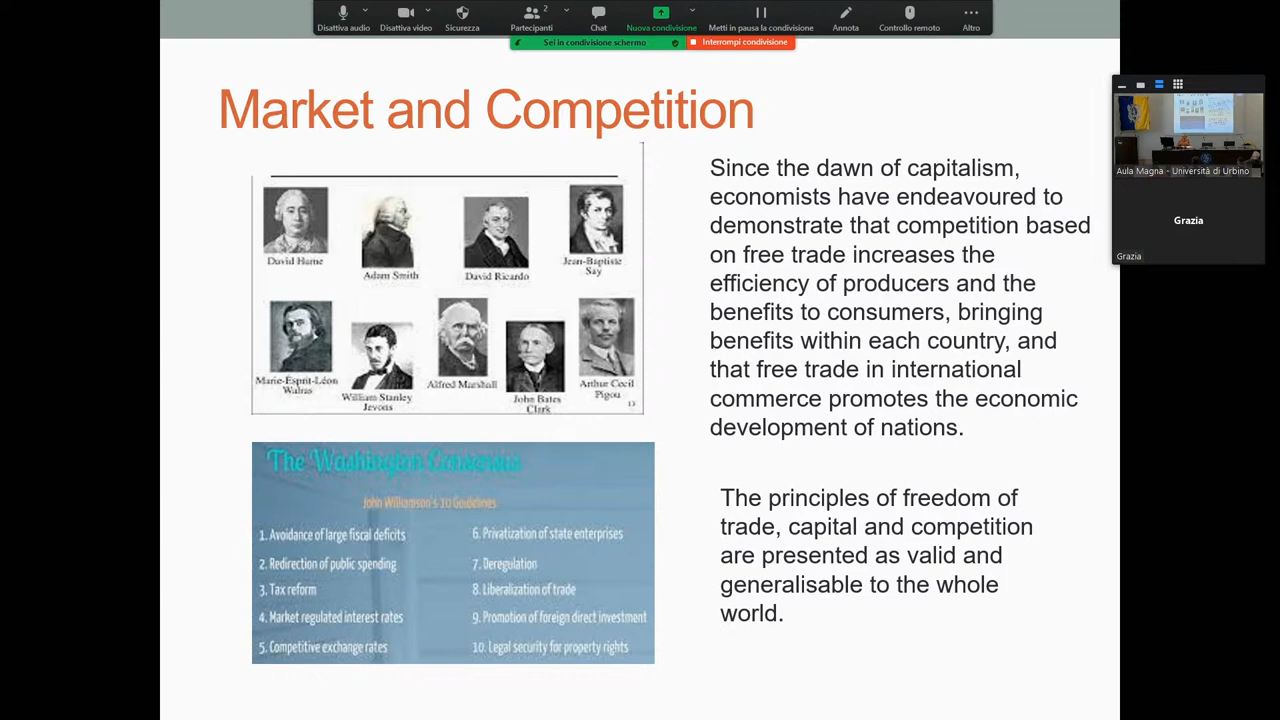 Disattiva audio
Disattiva video
Sicurezza
Partecipanti
2
Chat
Nuova condivisione
Metti in pausa la condivisione
Annota
Controllo remoto
Altro
Sei in condivisione schermo
Interrompi condivisione
Market and Competition
David Hume
Adam Smith
David Ricardo
Jean-Baptiste
Say
Marie-Esprit-Léon
Walras
William Stanley
Jevons
Alfred Marshall
John Bates
Clark
Arthur Cecil
Pigou
13
The Washington Consensus
John Williamson's 10 Guidelines
1. Avoidance of large fiscal deficits
2. Redirection of public spending
3. Tax reform
4. Market regulated interest rates
5. Competitive exchange rates
6. Privatization of state enterprises
7. Deregulation
8. Liberalization of trade
9. Promotion of foreign direct investment
10. Legal security for property rights
Since the dawn of capitalism,
economists have endeavoured to
demonstrate that competition based
on free trade increases the
efficiency of producers and the
benefits to consumers, bringing
benefits within each country, and
that free trade in international
commerce promotes the economic
development of nations.
The principles of freedom of
trade, capital and competition
are presented as valid and
generalisable to the whole
world.
Aula Magna - Università di Urbino
Grazia
Grazia